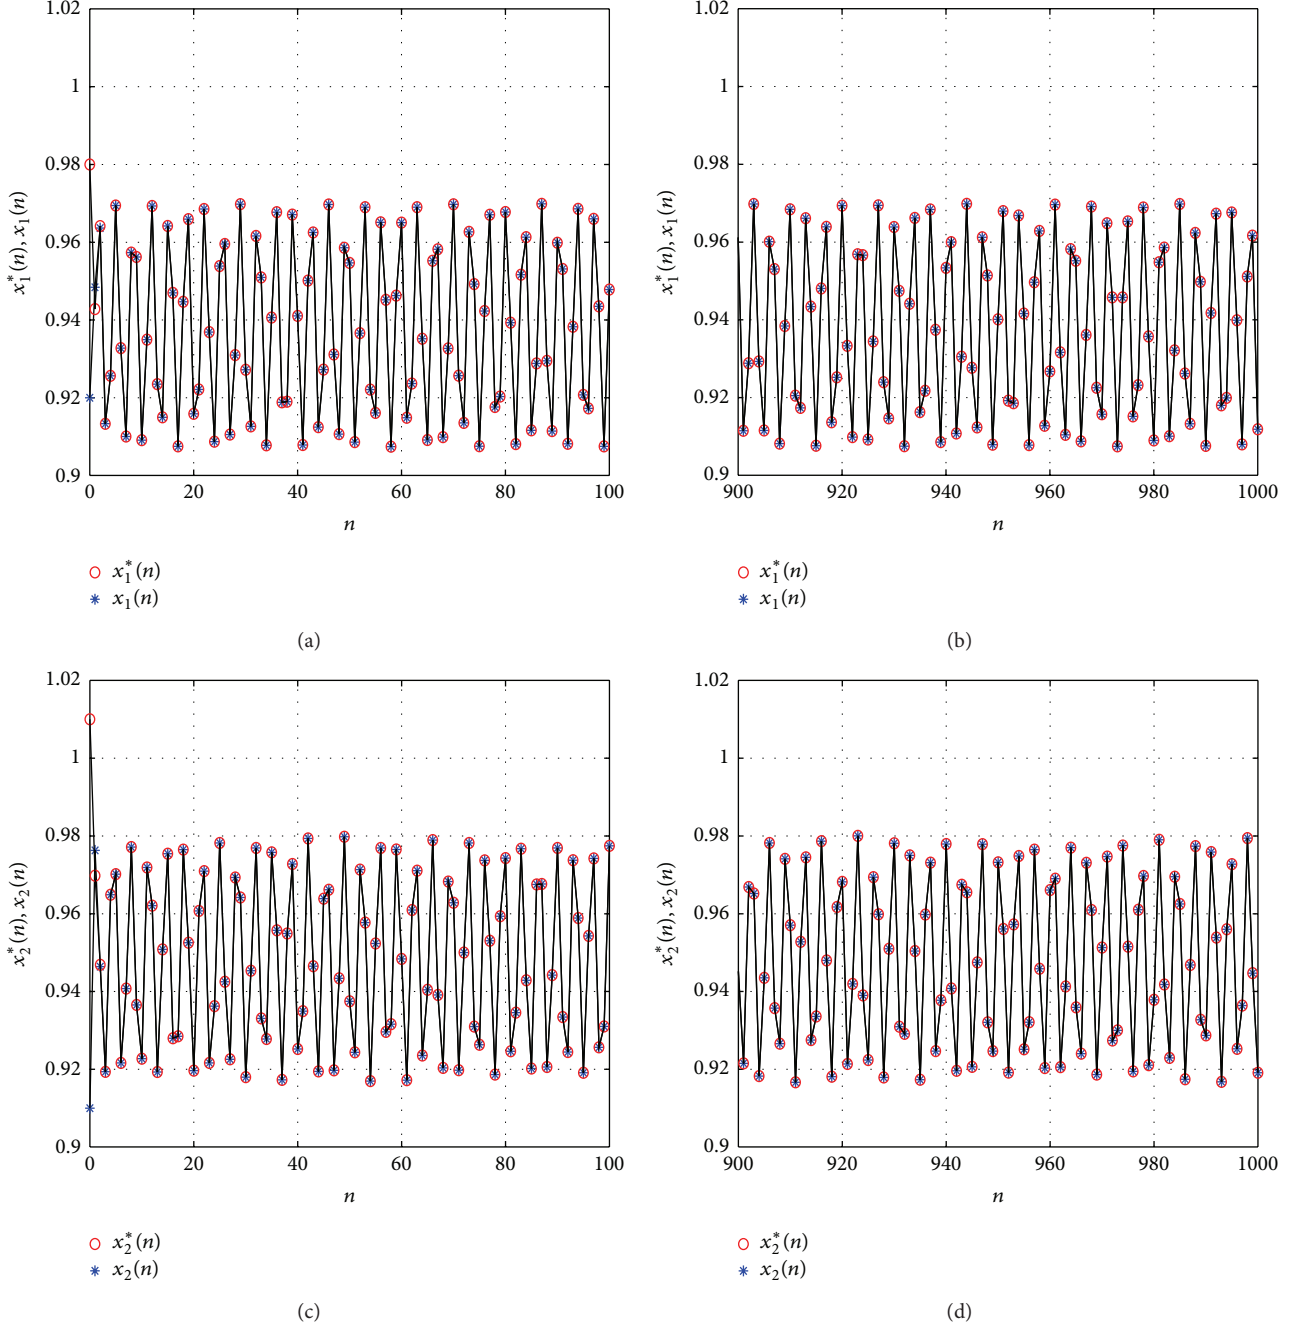 1.02
1
0.98
0.96
0.94
0.92
0.9
x₁*(n), x₁(n)
0 20 40 60 80 100
n
x₁*(n)
x₁(n)
(a)
1.02
1
0.98
0.96
0.94
0.92
0.9
x₁*(n), x₁(n)
900 920 940 960 980 1000
n
x₁*(n)
x₁(n)
(b)
1.02
1
0.98
0.96
0.94
0.92
0.9
x₂*(n), x₂(n)
0 20 40 60 80 100
n
x₂*(n)
x₂(n)
(c)
1.02
1
0.98
0.96
0.94
0.92
0.9
x₂*(n), x₂(n)
900 920 940 960 980 1000
n
x₂*(n)
x₂(n)
(d)